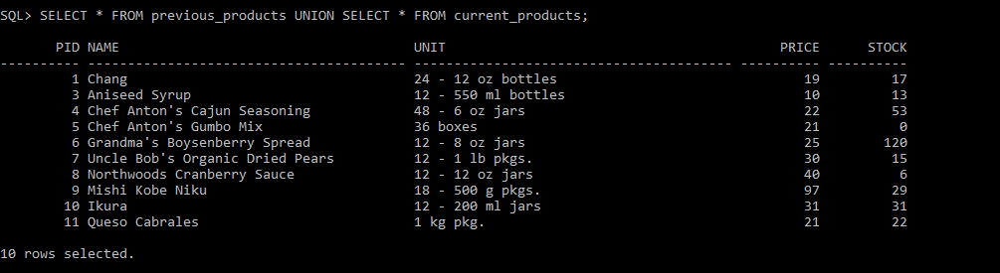 SQL> SELECT * FROM previous_products UNION SELECT * FROM current_products;
       PID NAME                                     UNIT                                          PRICE      STOCK
---------- ---------------------------------------- ---------------------------------------- ---------- ----------
         1 Chang                                    24 - 12 oz bottles                               19         17
         3 Aniseed Syrup                            12 - 550 ml bottles                              10         13
         4 Chef Anton's Cajun Seasoning             48 - 6 oz jars                                   22         53
         5 Chef Anton's Gumbo Mix                   36 boxes                                         21          0
         6 Grandma's Boysenberry Spread             12 - 8 oz jars                                   25        120
         7 Uncle Bob's Organic Dried Pears          12 - 1 lb pkgs.                                  30         15
         8 Northwoods Cranberry Sauce               12 - 12 oz jars                                  40          6
         9 Mishi Kobe Niku                          18 - 500 g pkgs.                                 97         29
        10 Ikura                                    12 - 200 ml jars                                 31         31
        11 Queso Cabrales                           1 kg pkg.                                        21         22
10 rows selected.